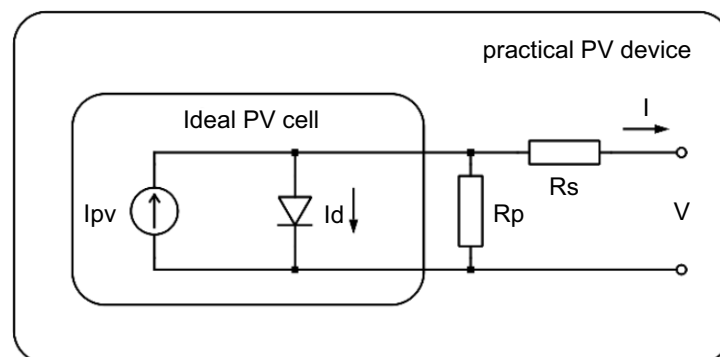 practical PV device
Ideal PV cell
I
Ipv
Id
Rp
Rs
V